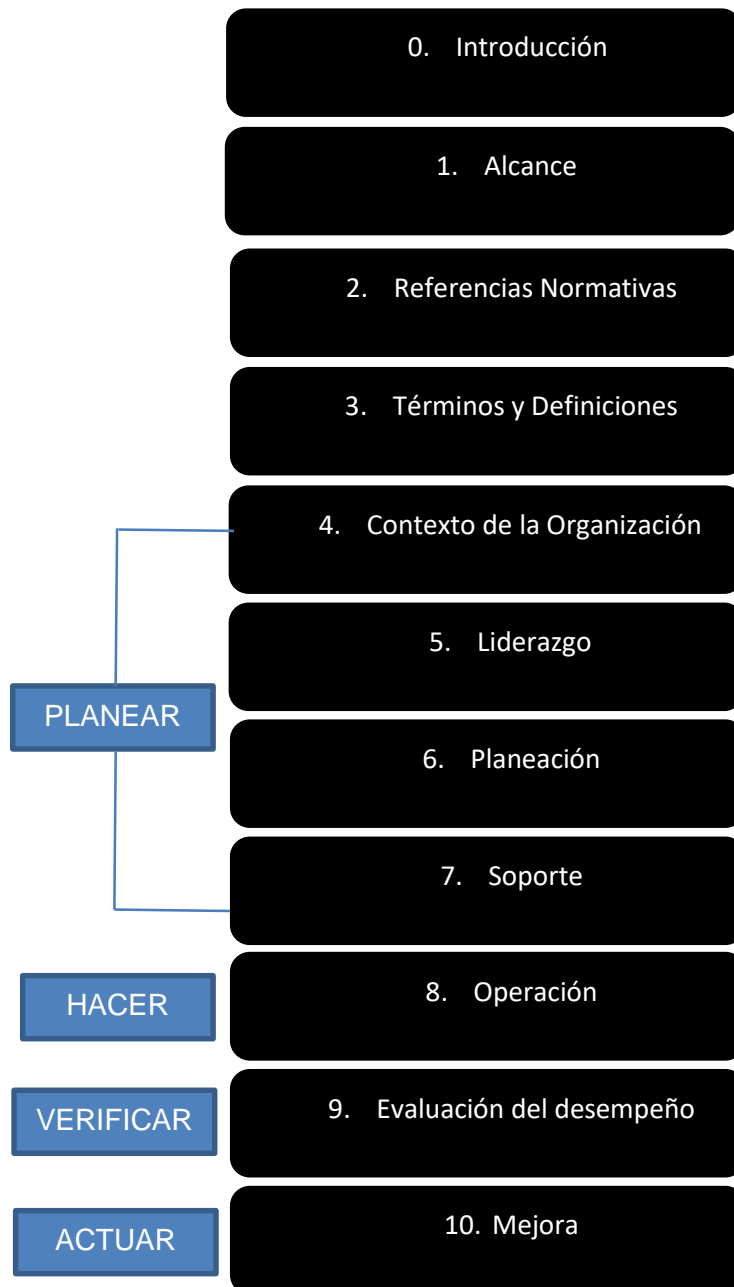 0. Introducción
1. Alcance
2. Referencias Normativas
3. Términos y Definiciones
4. Contexto de la Organización
5. Liderazgo
PLANEAR
6. Planeación
7. Soporte
HACER
8. Operación
VERIFICAR
9. Evaluación del desempeño
ACTUAR
10. Mejora